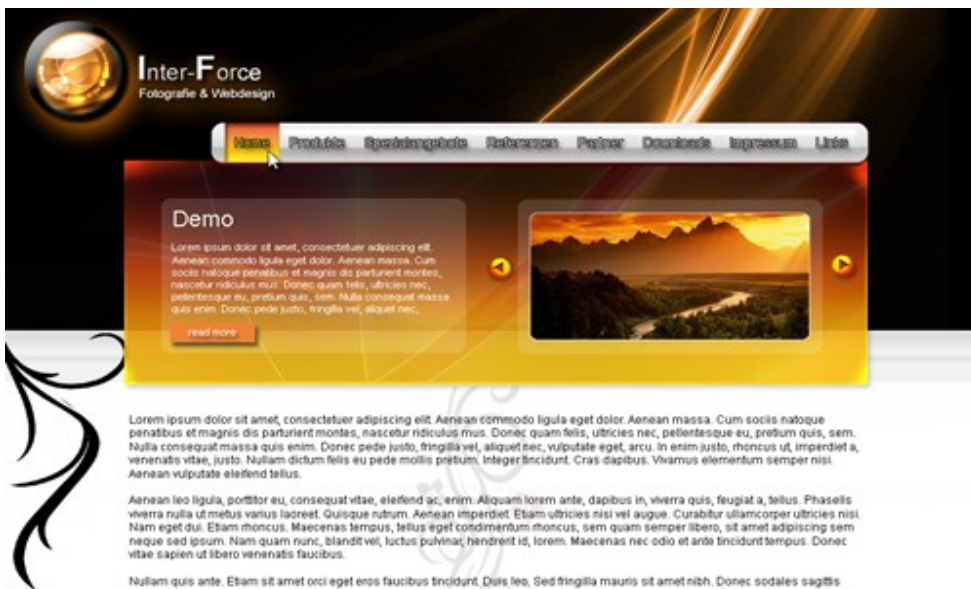 Inter-Force
Fotografie & Webdesign
Home Produkte Spezialangebote Referenzen Partner Downloads Impressum Links
Demo
Lorem ipsum dolor sit amet, consectetuer adipiscing elit.
Aenean commodo ligula eget dolor. Aenean massa. Cum
sociis natoque penatibus et magnis dis parturient montes,
nascetur ridiculus mus. Donec quam felis, ultricies nec,
pellentesque eu, pretium quis, sem. Nulla consequat massa
quis enim. Donec pede justo, fringilla vel, aliquet nec,
read more
Lorem ipsum dolor sit amet, consectetuer adipiscing elit. Aenean commodo ligula eget dolor. Aenean massa. Cum sociis natoque
penatibus et magnis dis parturient montes, nascetur ridiculus mus. Donec quam felis, ultricies nec, pellentesque eu, pretium quis, sem.
Nulla consequat massa quis enim. Donec pede justo, fringilla vel, aliquet nec, vulputate eget, arcu. In enim justo, rhoncus ut, imperdiet a,
venenatis vitae, justo. Nullam dictum felis eu pede mollis pretium. Integer tincidunt. Cras dapibus. Vivamus elementum semper nisi.
Aenean vulputate eleifend tellus.
Aenean leo ligula, porttitor eu, consequat vitae, eleifend ac, enim. Aliquam lorem ante, dapibus in, viverra quis, feugiat a, tellus. Phasells
viverra nulla ut metus varius laoreet. Quisque rutrum. Aenean imperdiet. Etiam ultricies nisi vel augue. Curabitur ullamcorper ultricies nisi.
Nam eget dui. Etiam rhoncus. Maecenas tempus, tellus eget condimentum rhoncus, sem quam semper libero, sit amet adipiscing sem
neque sed ipsum. Nam quam nunc, blandit vel, luctus pulvinar, hendrerit id, lorem. Maecenas nec odio et ante tincidunt tempus. Donec
vitae sapien ut libero venenatis faucibus.
Nullam quis ante. Etiam sit amet orci eget eros faucibus tincidunt. Duis leo. Sed fringilla mauris sit amet nibh. Donec sodales sagittis